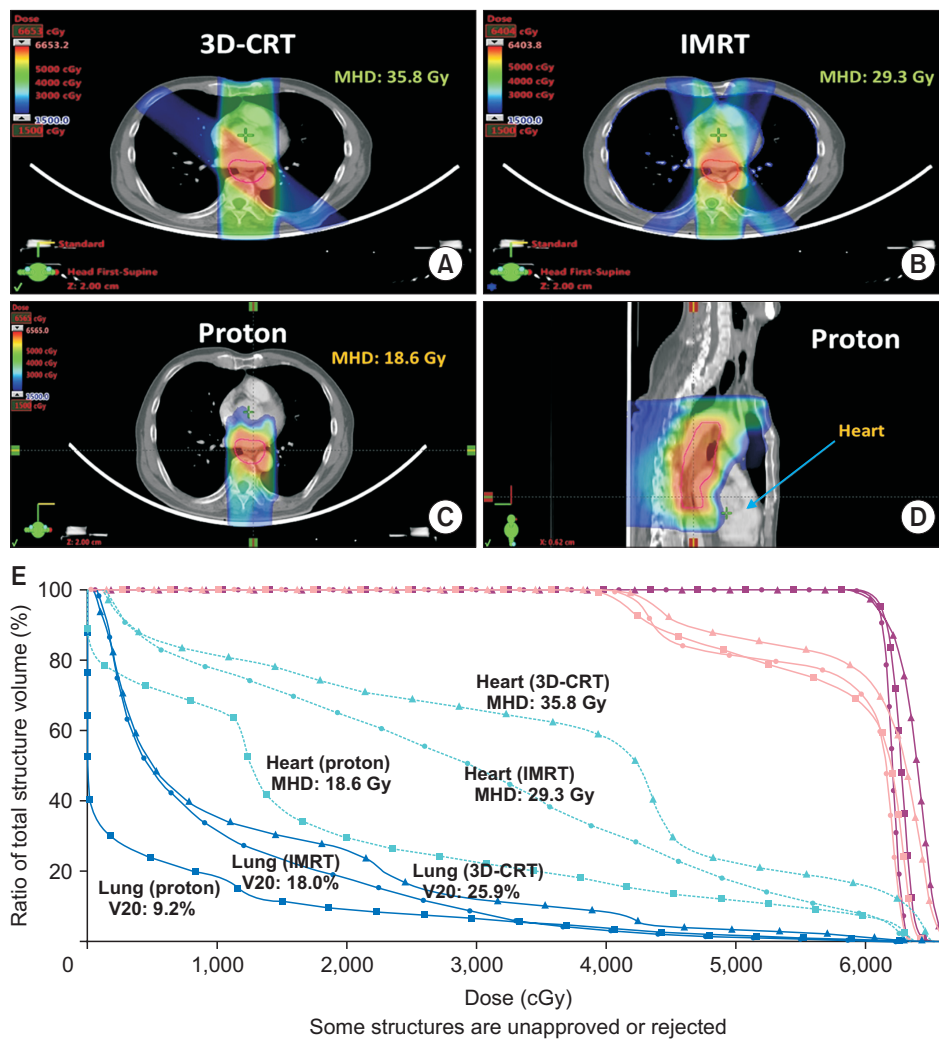 Dose
6653 cGy
6653.2
5000 cGy
4000 cGy
3000 cGy
1500.0
1500 cGy
3D-CRT
MHD: 35.8 Gy
Standard
Head First-Supine
Z: 2.00 cm
A
Dose
6404 cGy
6403.8
5000 cGy
4000 cGy
3000 cGy
1500.0
1500 cGy
IMRT
MHD: 29.3 Gy
Standard
Head First-Supine
Z: 2.00 cm
B
Dose
6565 cGy
6565.0
5000 cGy
4000 cGy
3000 cGy
1500.0
1500 cGy
Proton
MHD: 18.6 Gy
Z: 2.00 cm
C
Proton
Heart
X: 0.62 cm
D
E
Ratio of total structure volume (%)
100
80
60
40
20
Heart (3D-CRT)
MHD: 35.8 Gy
Heart (proton)
MHD: 18.6 Gy
Heart (IMRT)
MHD: 29.3 Gy
Lung (IMRT)
V20: 18.0%
Lung (3D-CRT)
V20: 25.9%
Lung (proton)
V20: 9.2%
0 1,000 2,000 3,000 4,000 5,000 6,000
Dose (cGy)
Some structures are unapproved or rejected